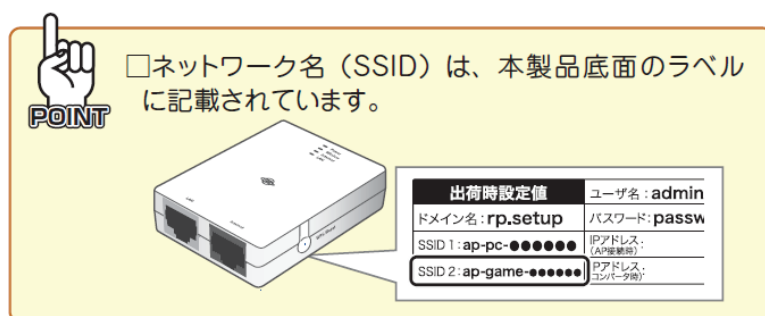 POINT
□ネットワーク名（SSID）は、本製品底面のラベル
に記載されています。
出荷時設定値
ユーザ名：admin
ドメイン名：rp.setup
パスワード：passw
SSID 1：ap-pc-●●●●●●
IPアドレス：
（AP接続時）
SSID 2：ap-game-●●●●●●
Pアドレス：
コンバータ時）